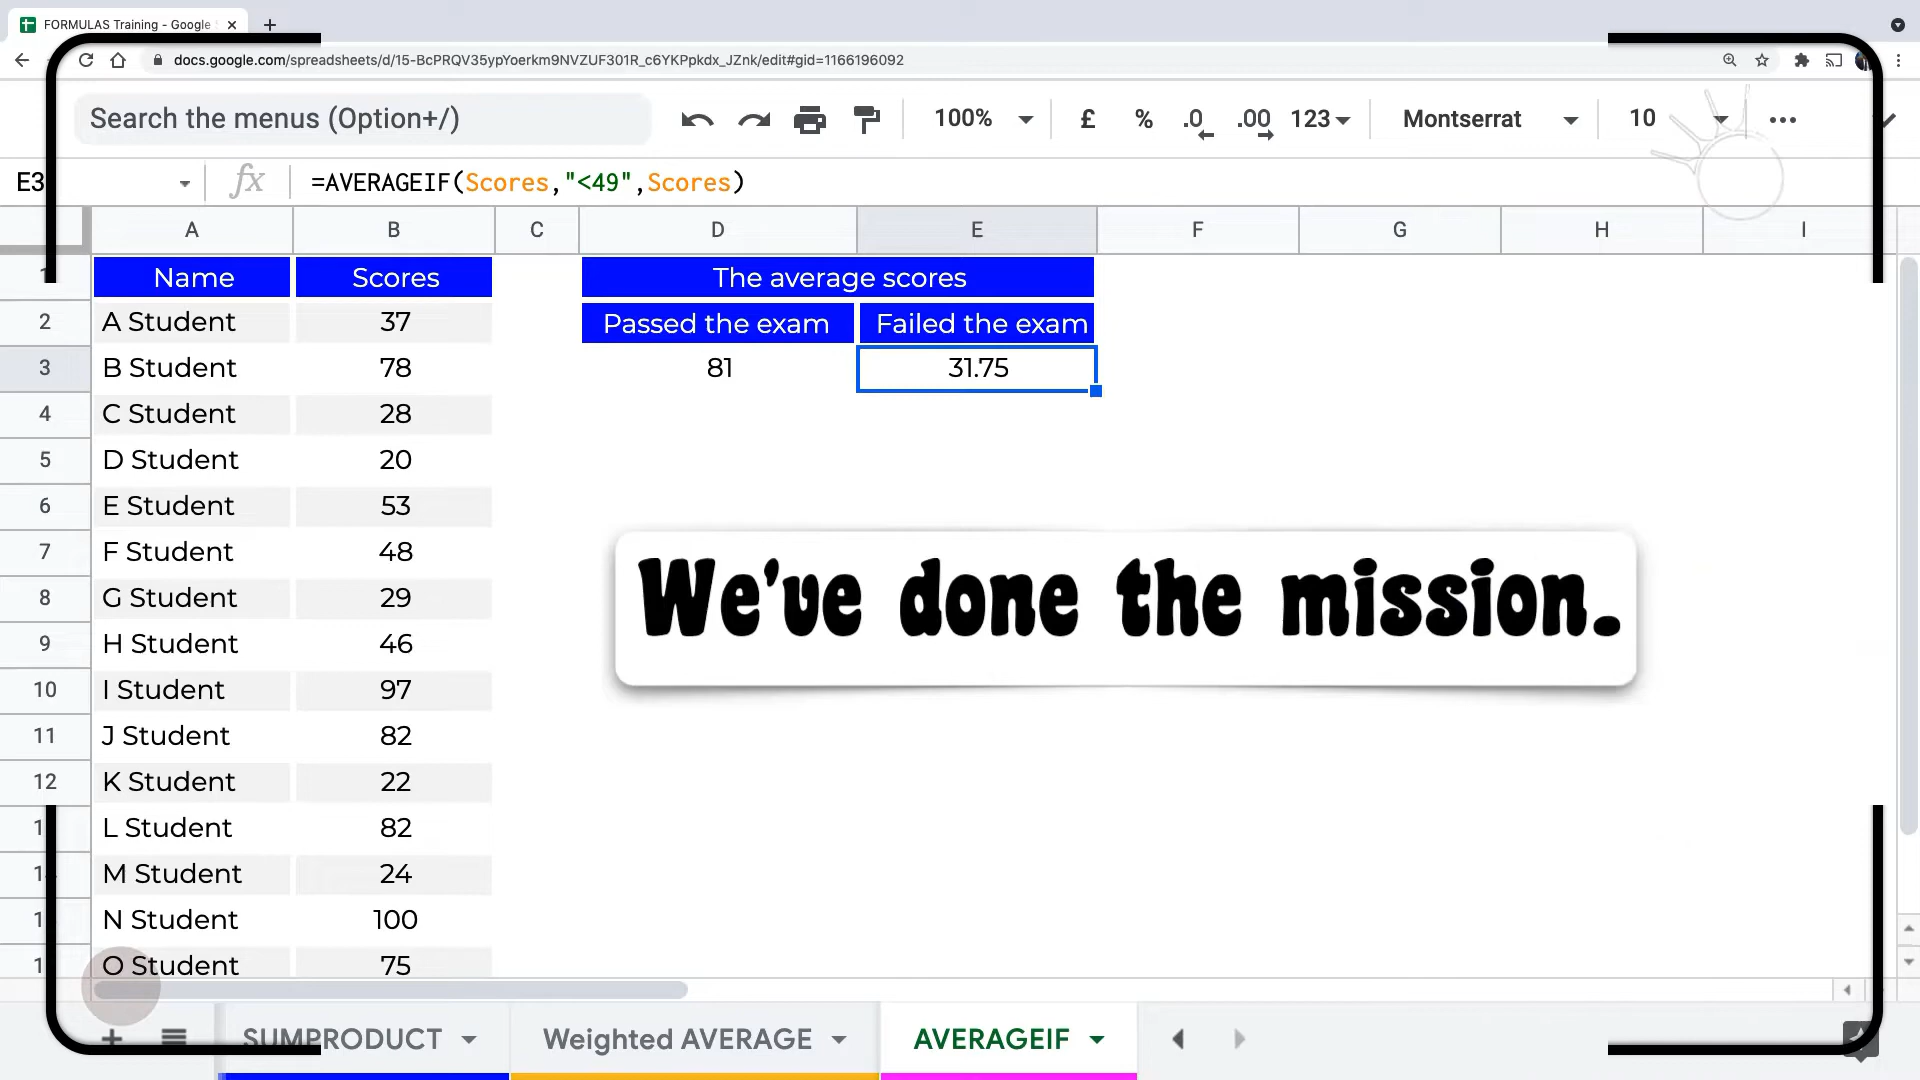 FORMULAS Training - Google
docs.google.com/spreadsheets/d/15-BcPRQV35ypYoerkm9NVZUF301R_c6YKPpkdx_JZnk/edit#gid=1166196092
Search the menus (Option+/) 100% £ % .0 .00 123 Montserrat 10
E3 fx =AVERAGEIF(Scores,"<49",Scores)
A B C D E F G H I
1 Name Scores The average scores
2 A Student 37 Passed the exam Failed the exam
3 B Student 78 81 31.75
4 C Student 28
5 D Student 20
6 E Student 53
7 F Student 48
8 G Student 29
We've done the mission.
9 H Student 46
10 I Student 97
11 J Student 82
12 K Student 22
L Student 82
M Student 24
N Student 100
O Student 75
SUMPRODUCT Weighted AVERAGE AVERAGEIF